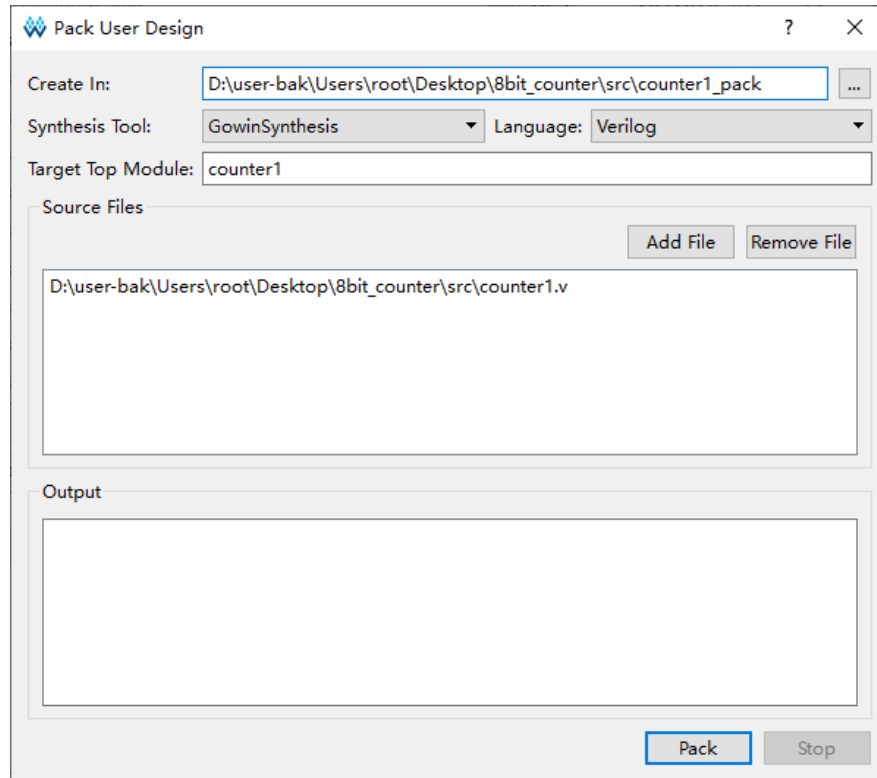 Pack User Design
Create In: D:\user-bak\Users\root\Desktop\8bit_counter\src\counter1_pack ...
Synthesis Tool: GowinSynthesis Language: Verilog
Target Top Module: counter1
Source Files
Add File Remove File
D:\user-bak\Users\root\Desktop\8bit_counter\src\counter1.v
Output
Pack Stop